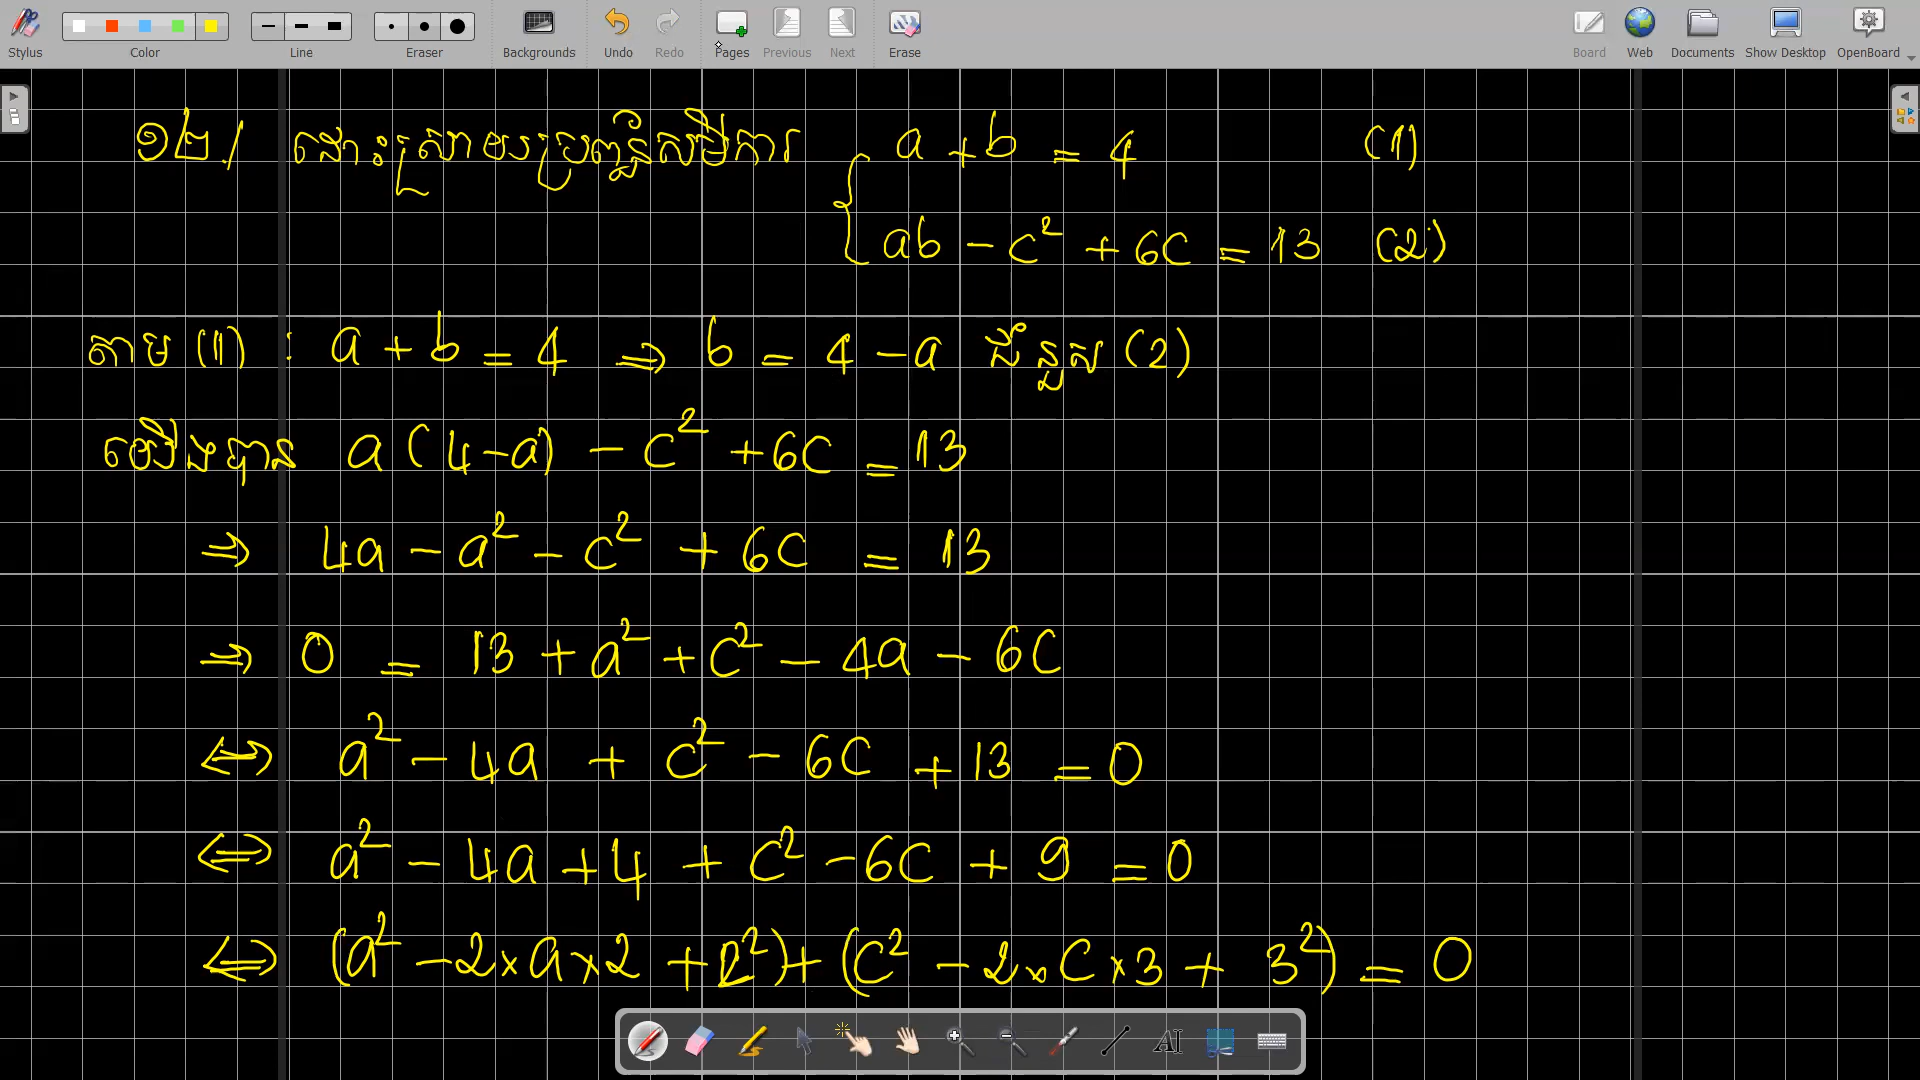 Stylus Color Line Eraser Backgrounds Undo Redo Pages Previous Next Erase Board Web Documents Show Desktop OpenBoard
១២/ ដោះស្រាយប្រព័ន្ធសមីការ { a + b = 4 (1)
ab - c² + 6c = 13 (2)
តាម (1) : a + b = 4 ⇒ b = 4 - a ជំនួស (2)
យើងបាន a(4-a) - c² + 6c = 13
⇒ 4a - a² - c² + 6c = 13
⇒ 0 = 13 + a² + c² - 4a - 6c
⇔ a² - 4a + c² - 6c + 13 = 0
⇔ a² - 4a + 4 + c² - 6c + 9 = 0
⇔ (a² - 2×a×2 + 2²) + (c² - 2×c×3 + 3²) = 0